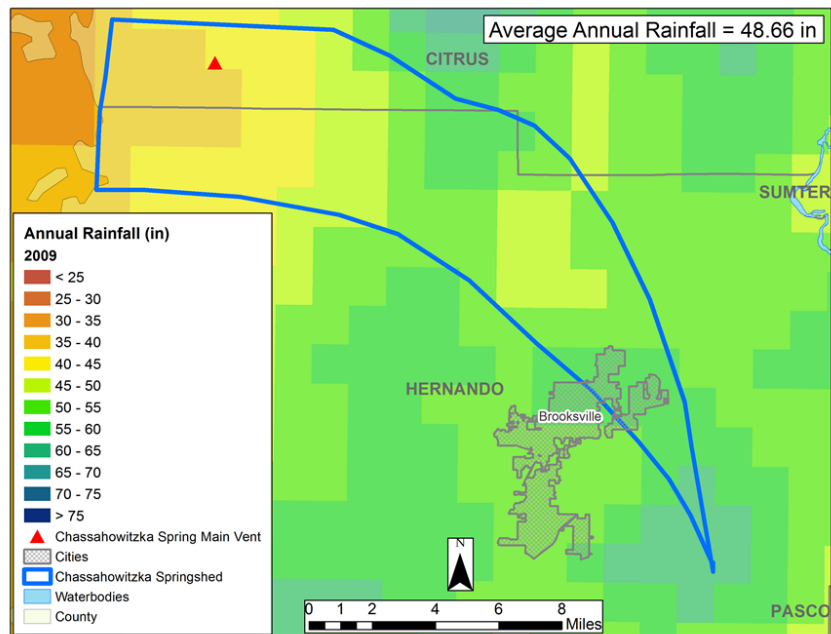 Average Annual Rainfall = 48.66 in
CITRUS
SUMTER
HERNANDO
Brooksville
PASCO
Annual Rainfall (in)
2009
< 25
25 - 30
30 - 35
35 - 40
40 - 45
45 - 50
50 - 55
55 - 60
60 - 65
65 - 70
70 - 75
> 75
Chassahowitzka Spring Main Vent
Cities
Chassahowitzka Springshed
Waterbodies
County
N
0 1 2 4 6 8
Miles